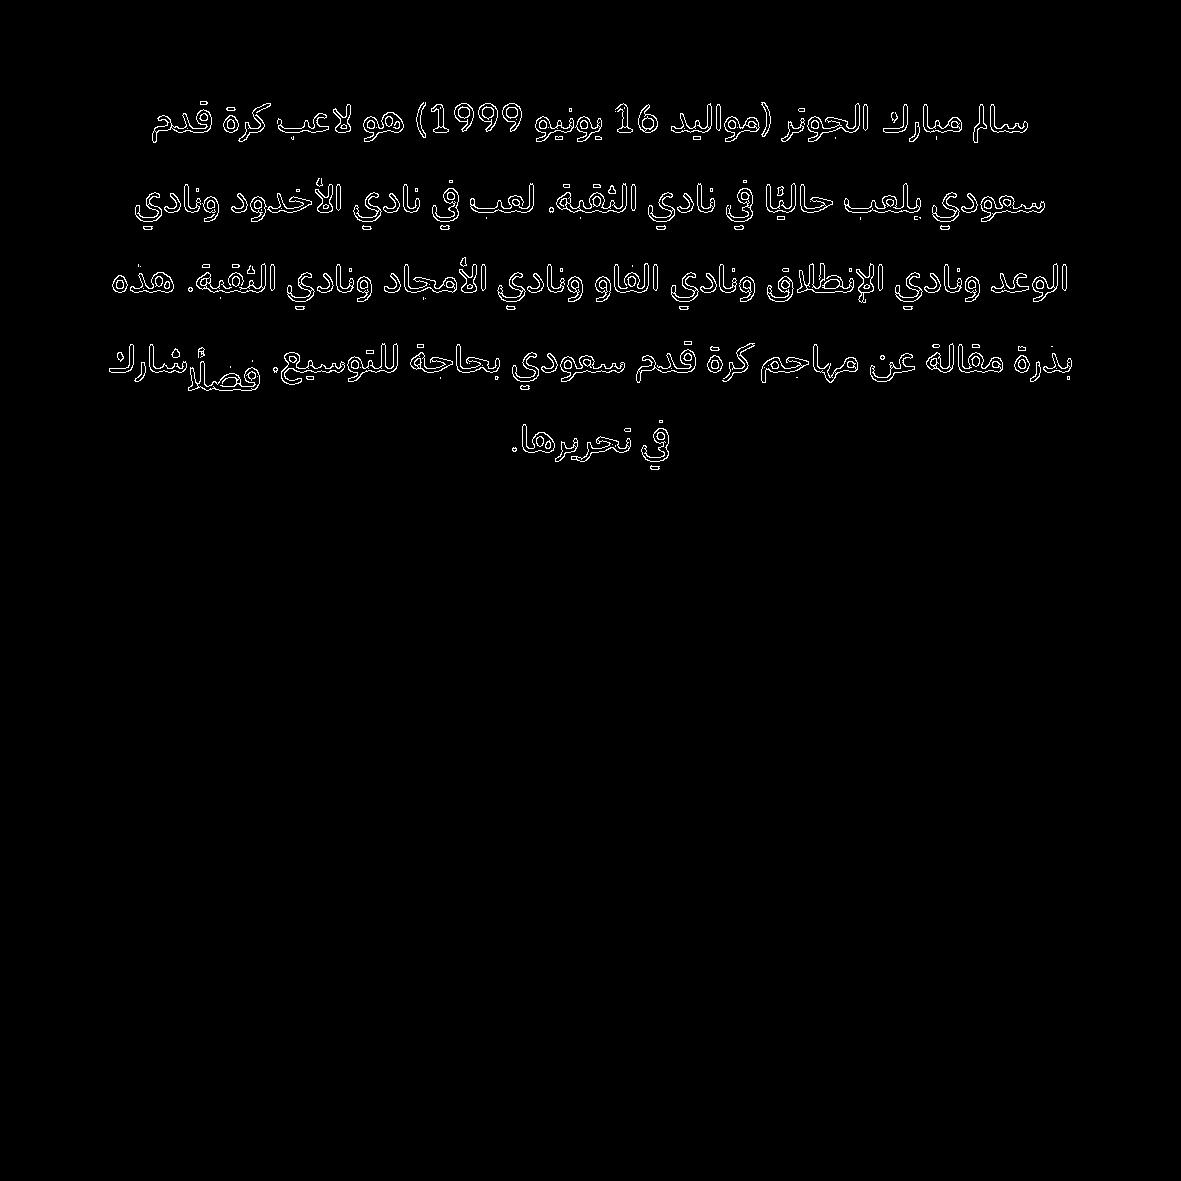 سالم مبارك الجوتر (مواليد 16 يونيو 1999) هو لاعب كرة قدم
سعودي يلعب حاليًا في نادي الثقبة. لعب في نادي الأخدود ونادي
الوعد ونادي الإنطلاق ونادي الفاو ونادي الأمجاد ونادي الثقبة. هذه
بذرة مقالة عن مهاجم كرة قدم سعودي بحاجة للتوسيع. فضلًا شارك
في تحريرها.